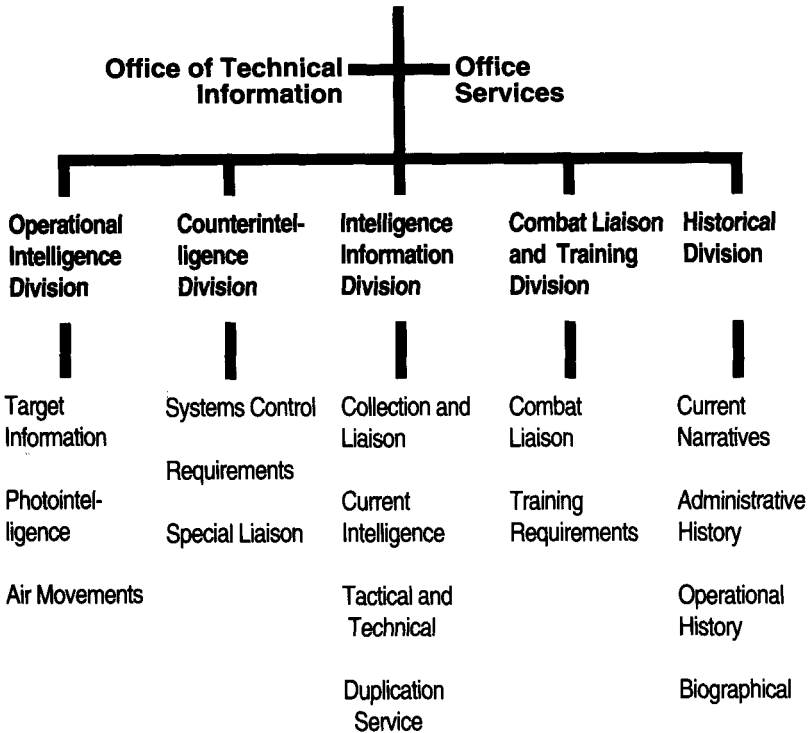 Office of Technical
Information
Office
Services
Operational
Intelligence
Division
Counterintel-
ligence
Division
Intelligence
Information
Division
Combat Liaison
and Training
Division
Historical
Division
Target
Information
Photointel-
ligence
Air Movements
Systems Control
Requirements
Special Liaison
Collection and
Liaison
Current
Intelligence
Tactical and
Technical
Duplication
Service
Combat
Liaison
Training
Requirements
Current
Narratives
Administrative
History
Operational
History
Biographical